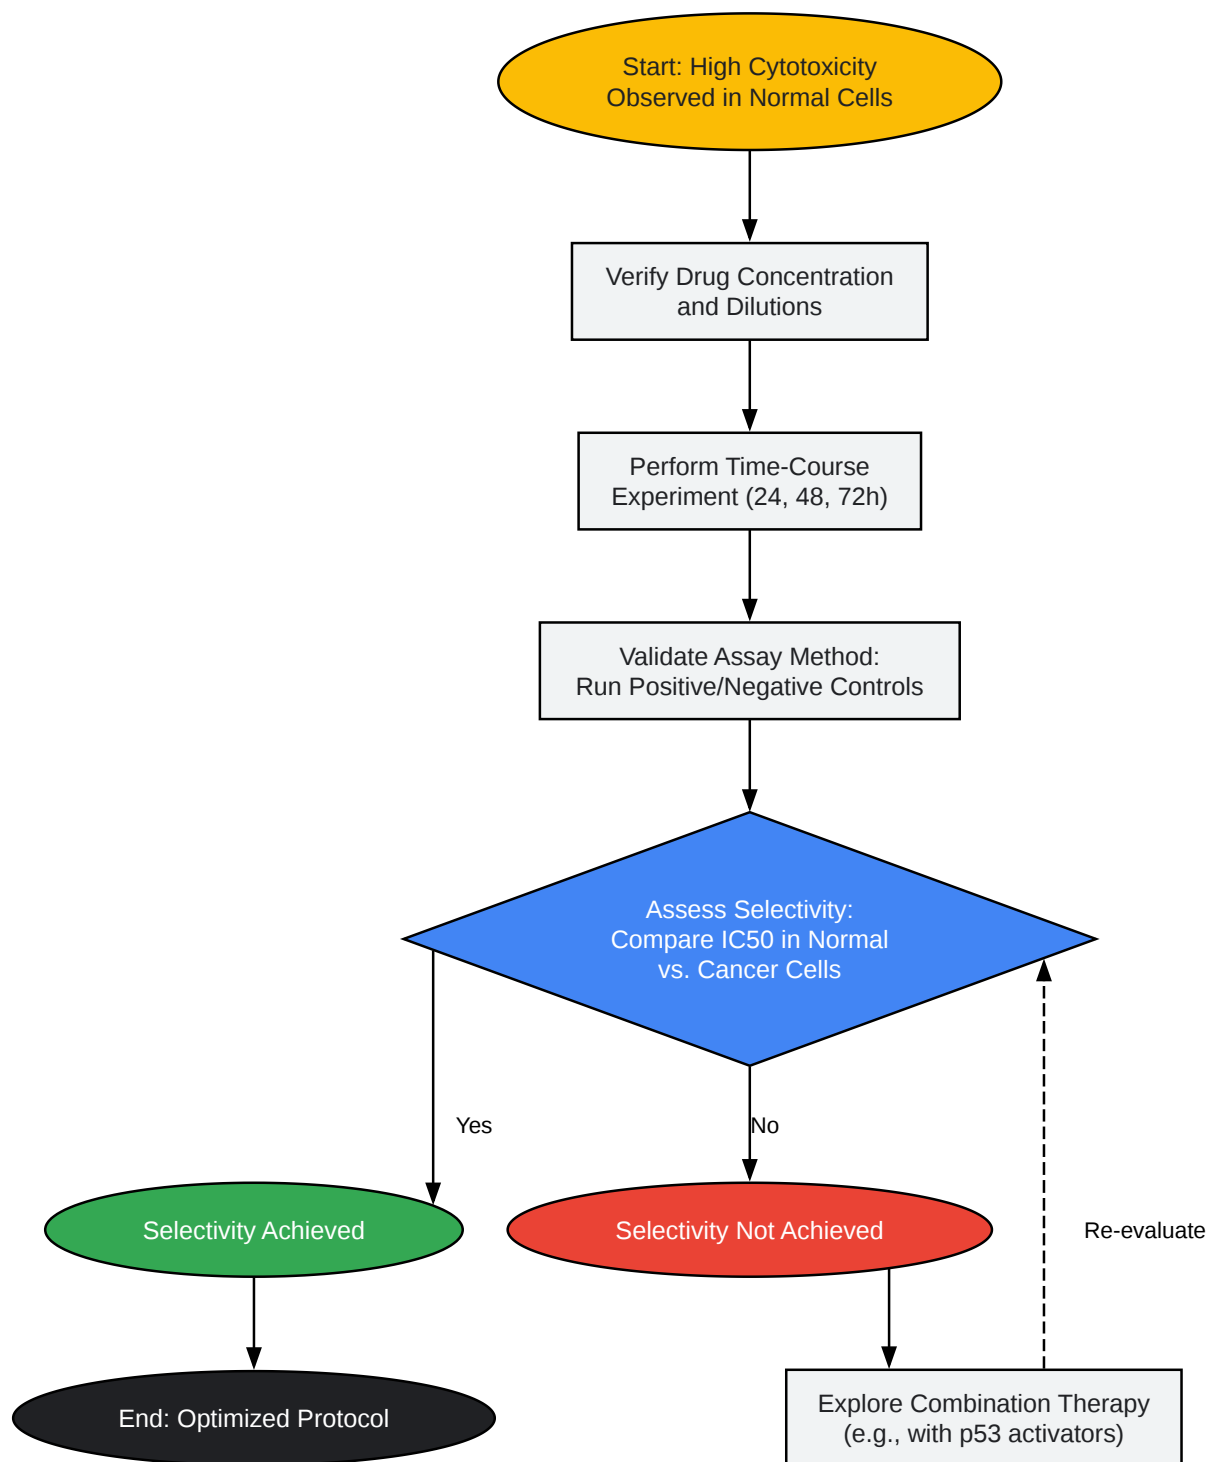 Start: High Cytotoxicity
Observed in Normal Cells
Verify Drug Concentration
and Dilutions
Perform Time-Course
Experiment (24, 48, 72h)
Validate Assay Method:
Run Positive/Negative Controls
Assess Selectivity:
Compare IC50 in Normal
vs. Cancer Cells
Yes
No
Selectivity Achieved
Selectivity Not Achieved
Re-evaluate
End: Optimized Protocol
Explore Combination Therapy
(e.g., with p53 activators)